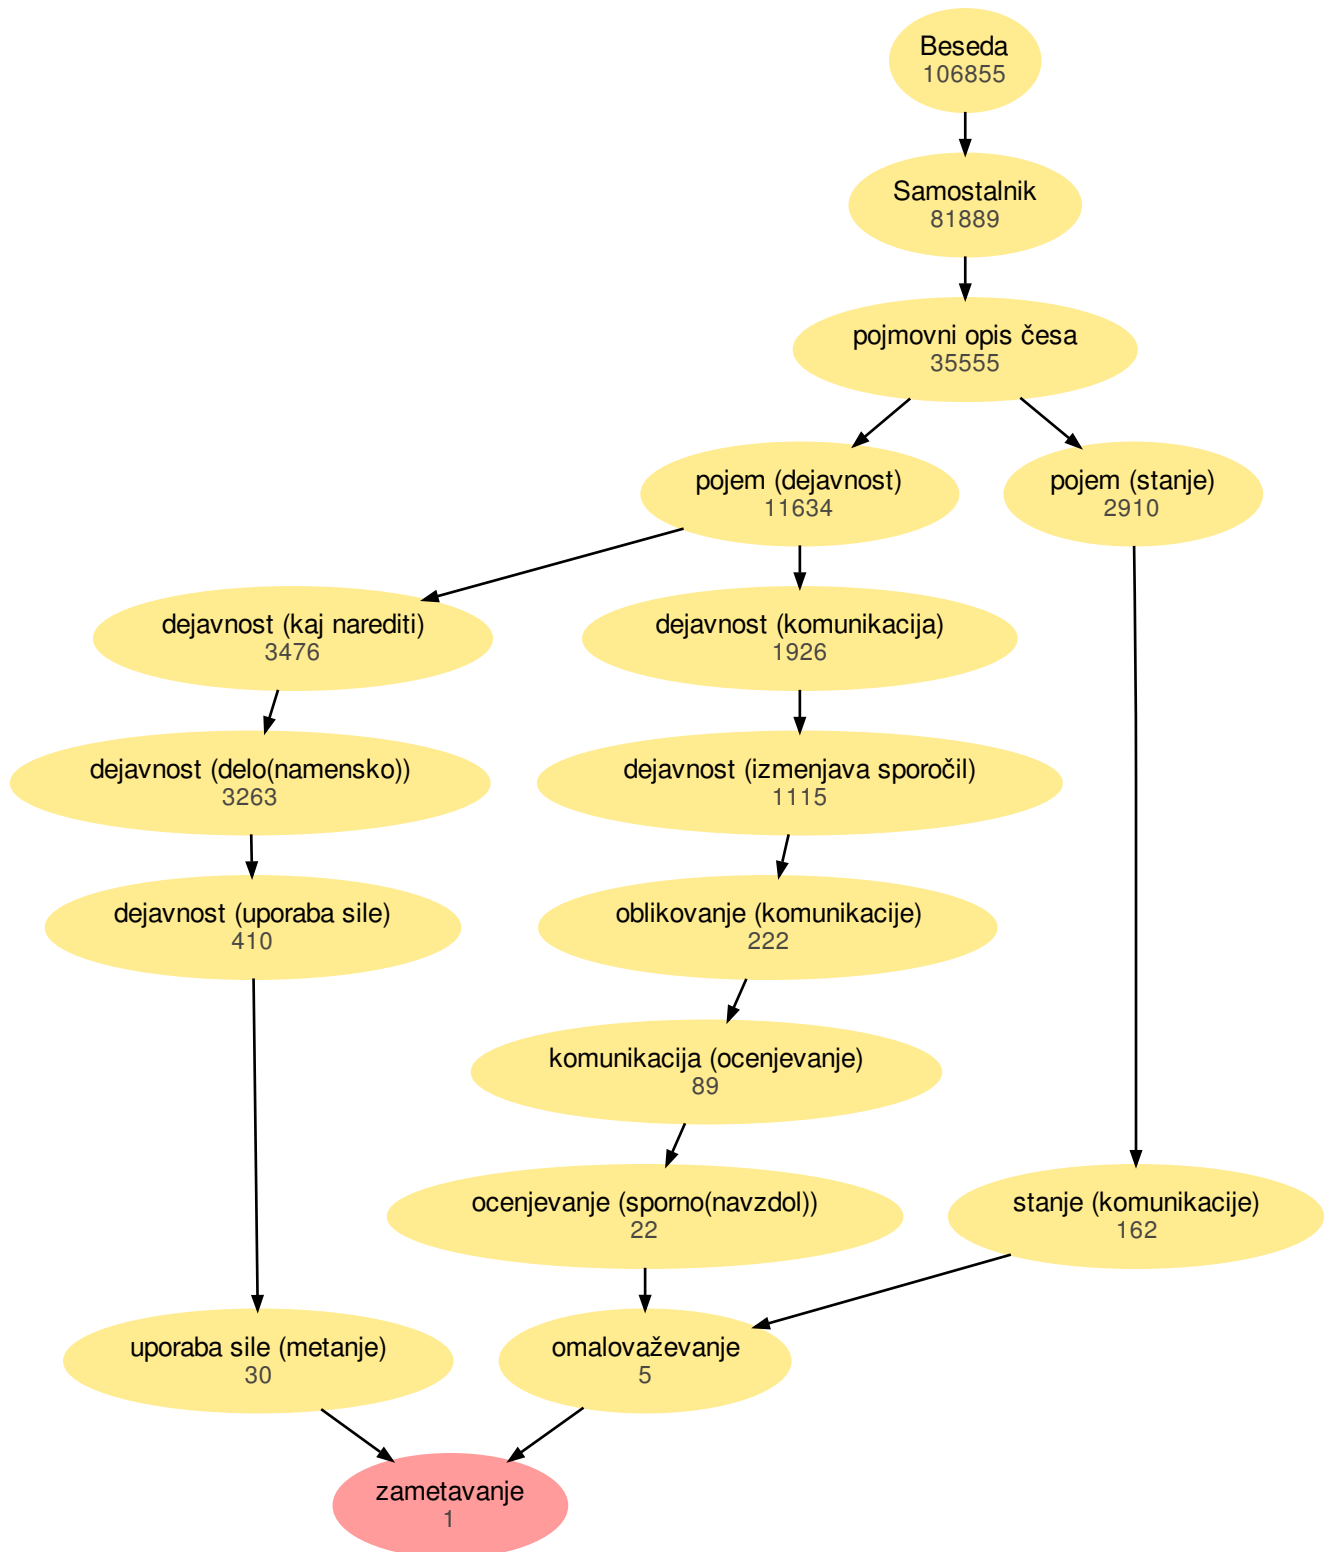 Beseda
106855
Samostalnik
81889
pojmovni opis česa
35555
pojem (dejavnost)
11634
pojem (stanje)
2910
dejavnost (kaj narediti)
3476
dejavnost (komunikacija)
1926
dejavnost (delo(namensko))
3263
dejavnost (izmenjava sporočil)
1115
dejavnost (uporaba sile)
410
oblikovanje (komunikacije)
222
komunikacija (ocenjevanje)
89
ocenjevanje (sporno(navzdol))
22
stanje (komunikacije)
162
uporaba sile (metanje)
30
omalovaževanje
5
zametavanje
1